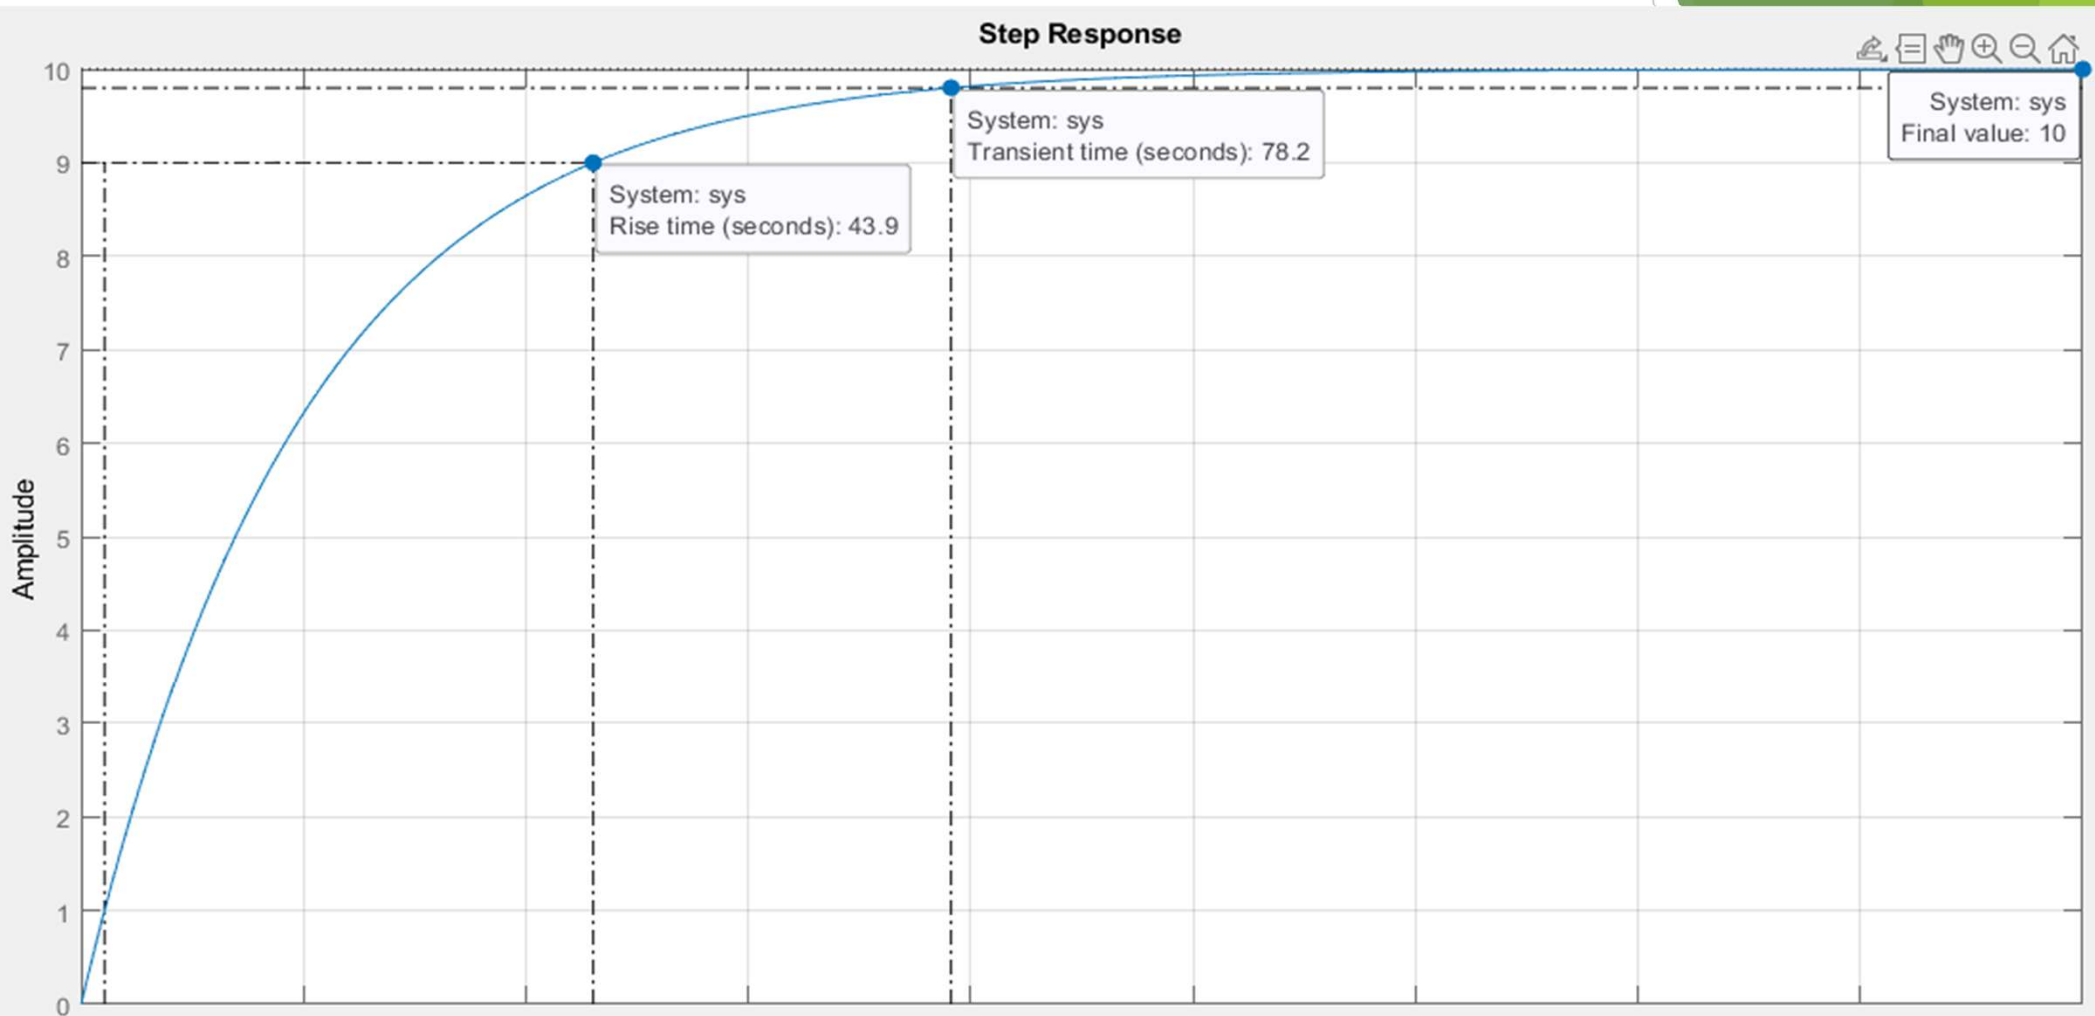 Step Response
10
9
8
7
6
5
4
3
2
1
0
Amplitude
System: sys
Rise time (seconds): 43.9
System: sys
Transient time (seconds): 78.2
System: sys
Final value: 10